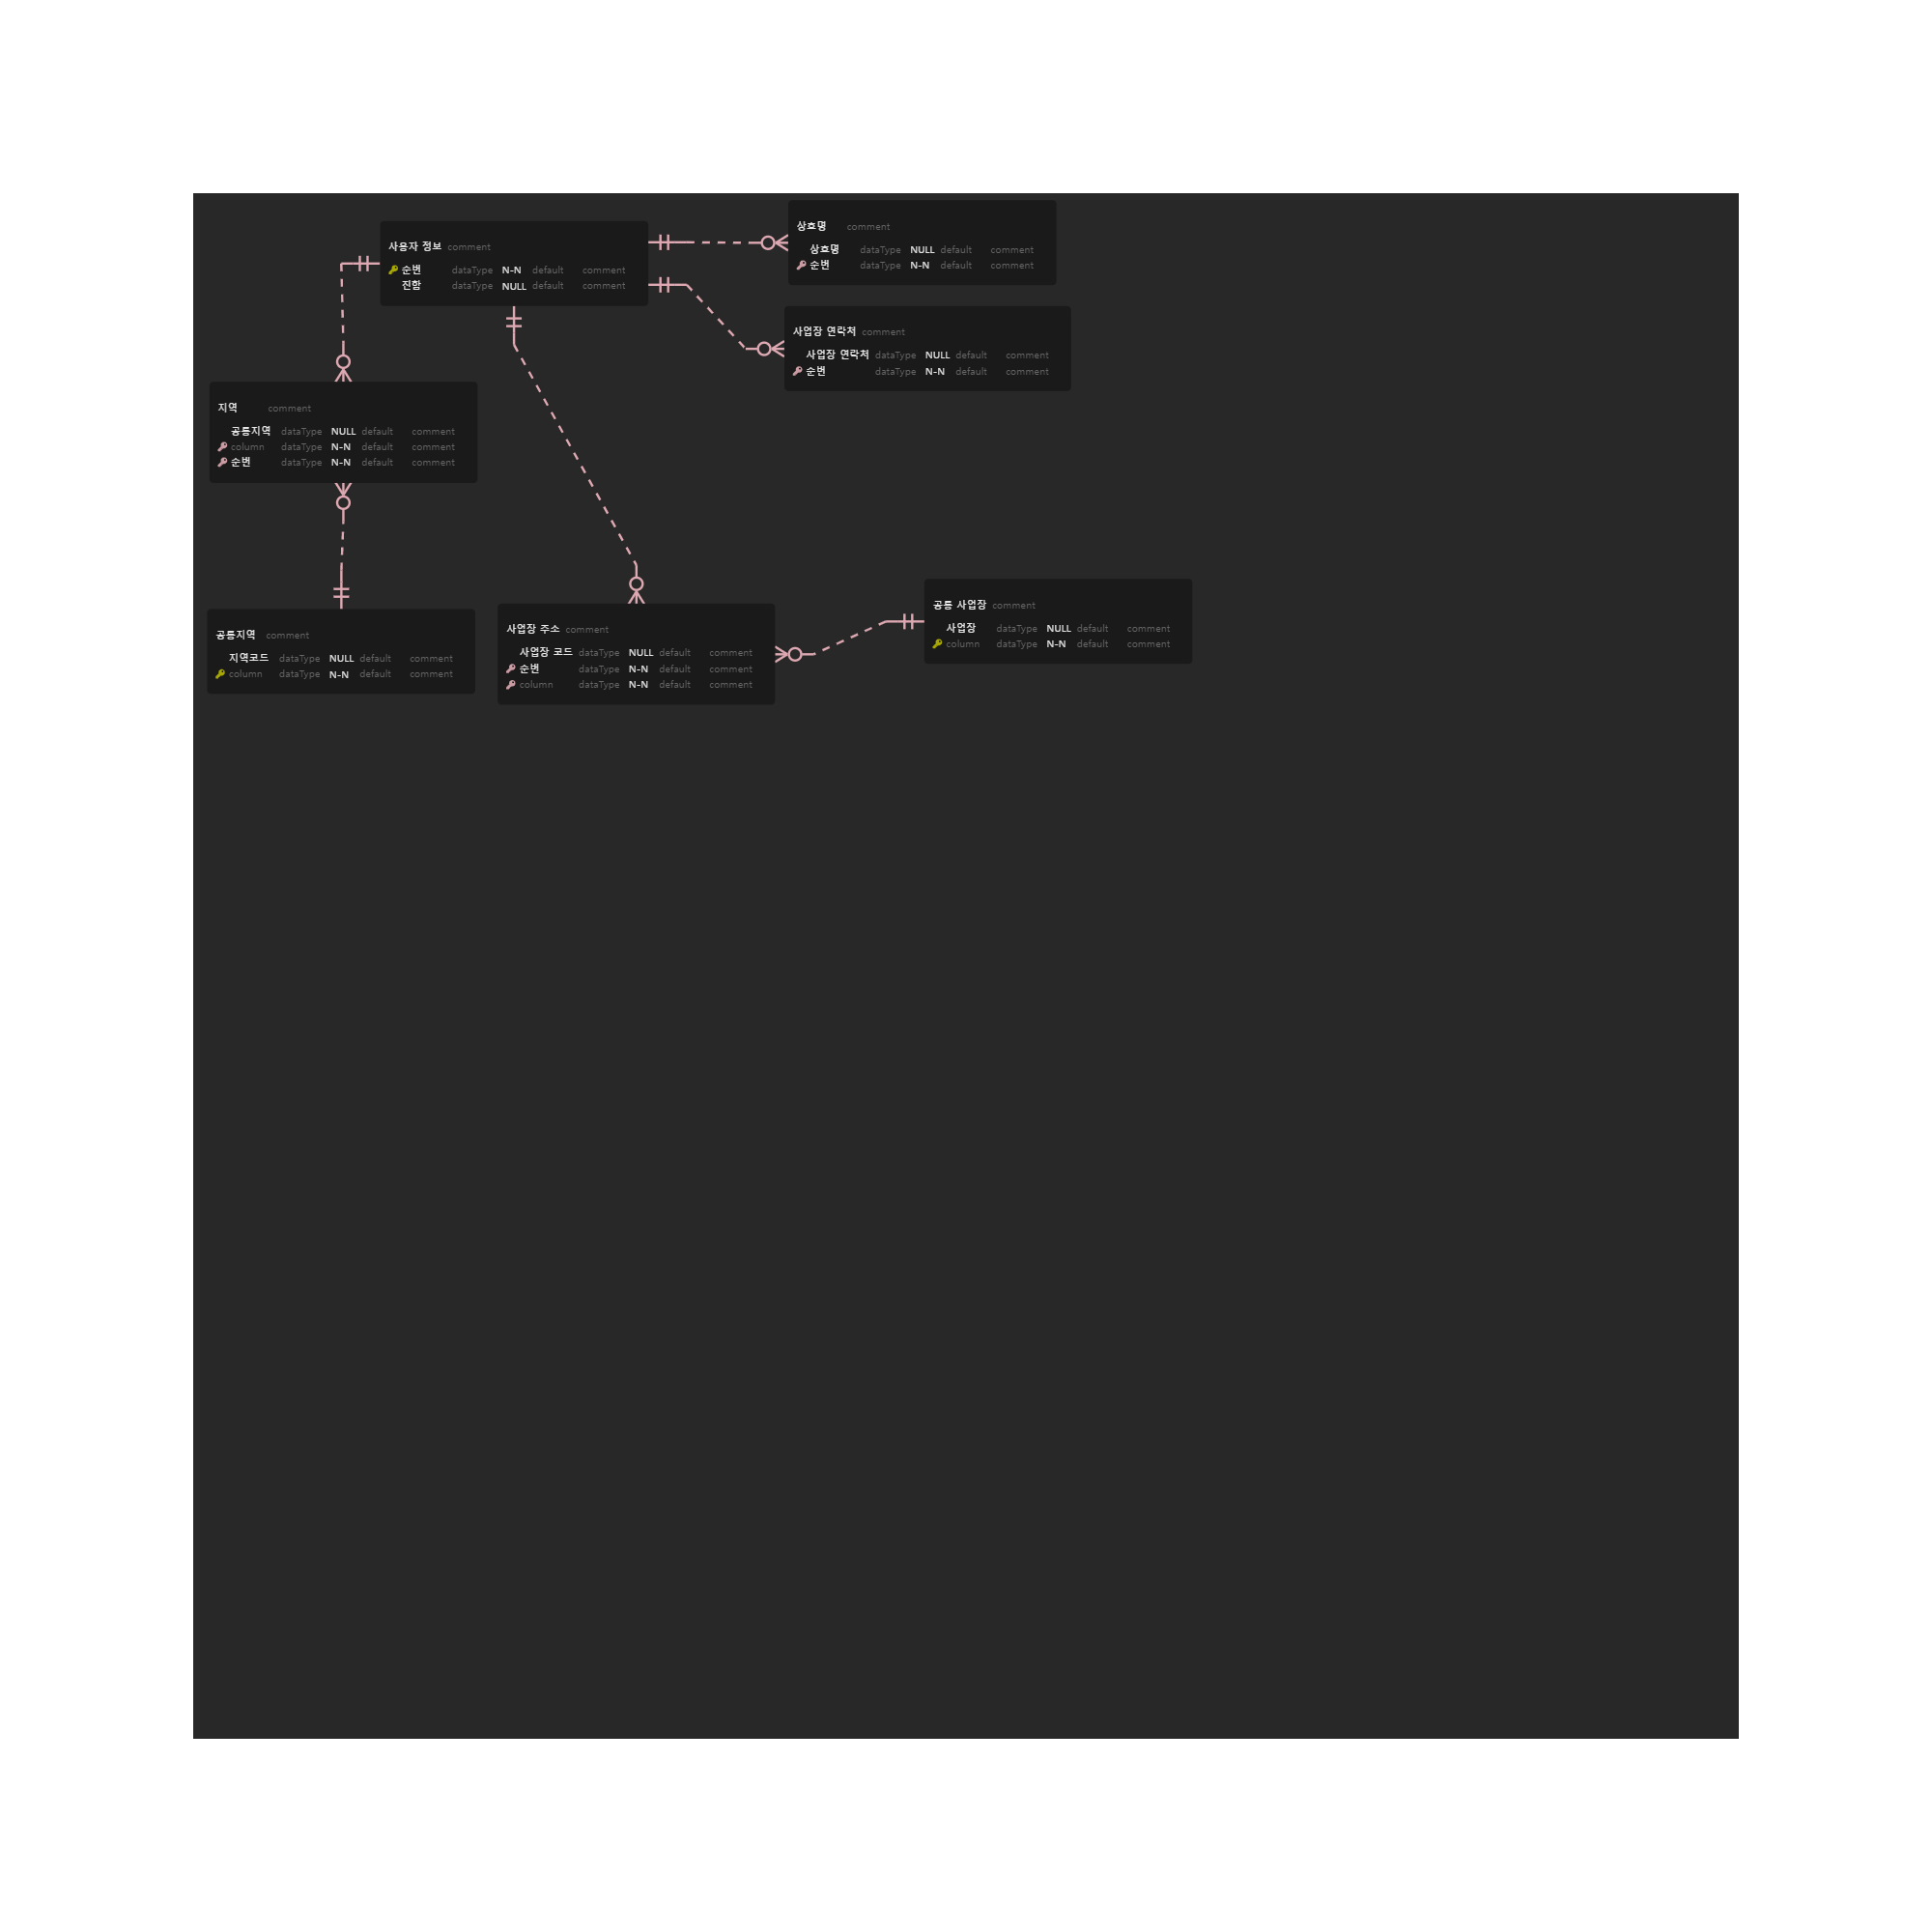 사용자 정보 comment
순번 dataType N-N default comment
진함 dataType NULL default comment
상호명 comment
상호명 dataType NULL default comment
순번 dataType N-N default comment
사업장 연락처 comment
사업장 연락처 dataType NULL default comment
순번 dataType N-N default comment
지역 comment
공통지역 dataType NULL default comment
column dataType N-N default comment
순번 dataType N-N default comment
공통지역 comment
지역코드 dataType NULL default comment
column dataType N-N default comment
사업장 주소 comment
사업장 코드 dataType NULL default comment
순번 dataType N-N default comment
column dataType N-N default comment
공통 사업장 comment
사업장 dataType NULL default comment
column dataType N-N default comment